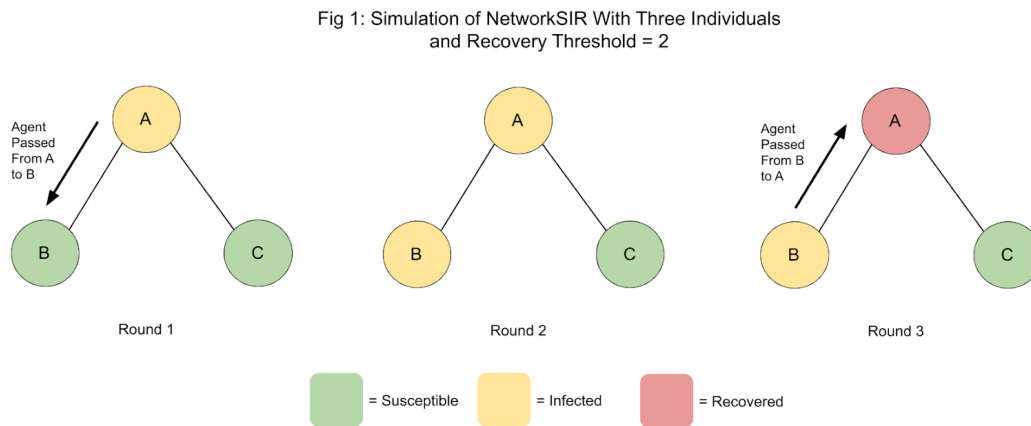 Fig 1: Simulation of NetworkSIR With Three Individuals
and Recovery Threshold = 2
Agent
Passed
From A
to B
A
B
C
Round 1
A
B
C
Round 2
Agent
Passed
From B
to A
A
B
C
Round 3
= Susceptible
= Infected
= Recovered